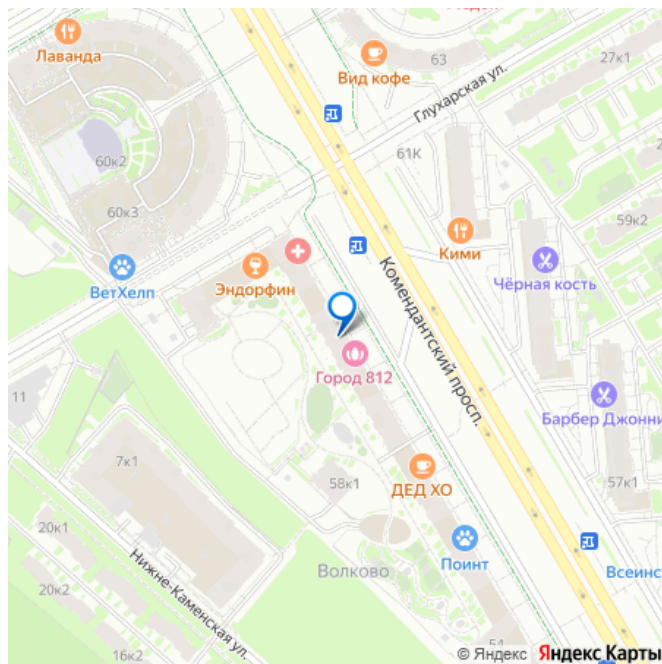 Лаванда
Вид кофе
63
27к1
Глухарская ул.
60к2
61К
60к3
59к2
Кими
ВетХелп
Эндорфин
Чёрная кость
Комендантский просп.
Город 812
11
Барбер Джонни
7к1
58к1
ДЕД ХО
57к1
20к1
Нижне-Каменская ул.
Волково
Поинт
Всеинс
20к2
16к2
54
© Яндекс Яндекс Карты